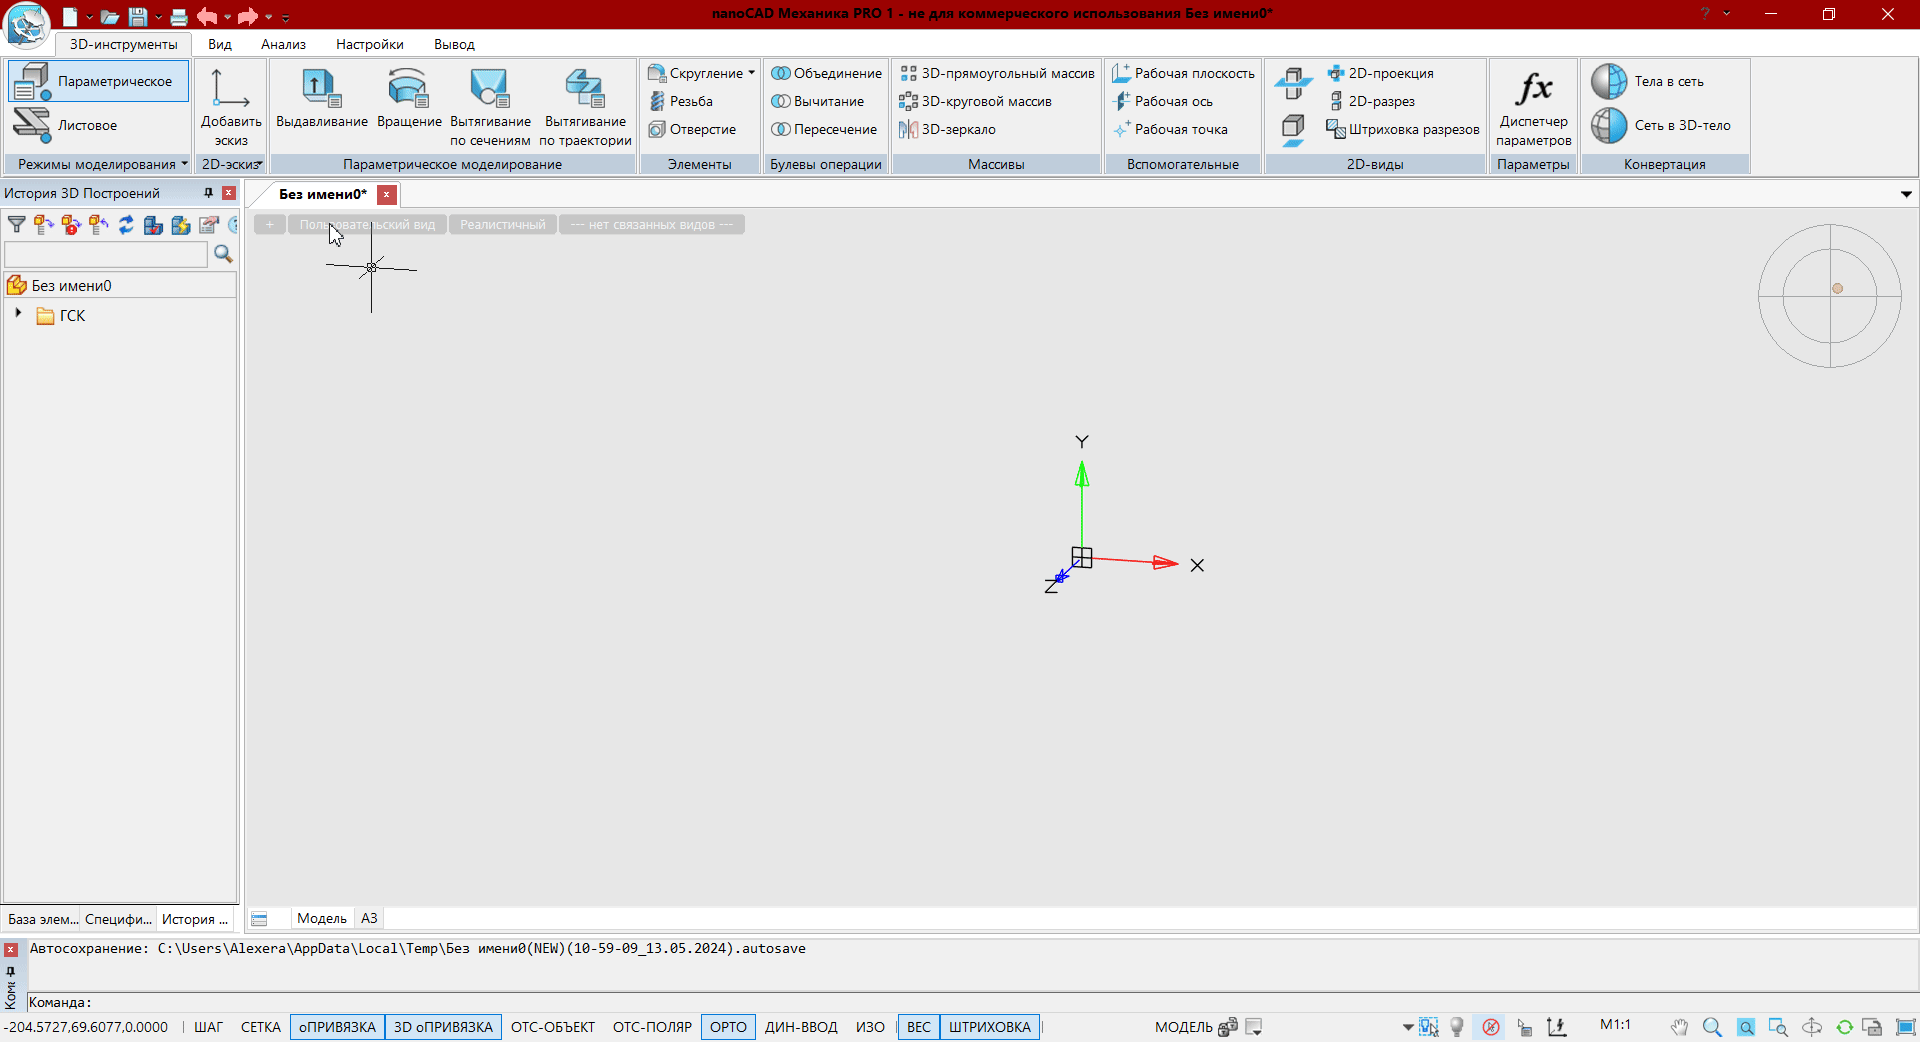 nanoCAD Механика PRO 1 - не для коммерческого использования Без имени0*
3D-инструменты Вид Анализ Настройки Вывод
Параметрическое
Листовое
Режимы моделирования
Добавить эскиз
2D-эскиз
Выдавливание
Вращение
Вытягивание по сечениям
Вытягивание по траектории
Параметрическое моделирование
Скругление
Резьба
Отверстие
Элементы
Объединение
Вычитание
Пересечение
Булевы операции
3D-прямоугольный массив
3D-круговой массив
3D-зеркало
Массивы
Рабочая плоскость
Рабочая ось
Рабочая точка
Вспомогательные
2D-проекция
2D-разрез
Штриховка разрезов
2D-виды
fx
Диспетчер параметров
Параметры
Тела в сеть
Сеть в 3D-тело
Конвертация
История 3D Построений
Без имени0
ГСК
База элем... Специфи... История ...
Без имени0*
+ Пользовательский вид Реалистичный --- нет связанных видов ---
Y
X
Z
Модель A3
Автосохранение: C:\Users\Alexera\AppData\Local\Temp\Без имени0(NEW)(10-59-09_13.05.2024).autosave
Команда:
-204.5727,69.6077,0.0000 ШАГ СЕТКА оПРИВЯЗКА 3D оПРИВЯЗКА ОТС-ОБЪЕКТ ОТС-ПОЛЯР ОРТО ДИН-ВВОД ИЗО ВЕС ШТРИХОВКА МОДЕЛЬ М1:1